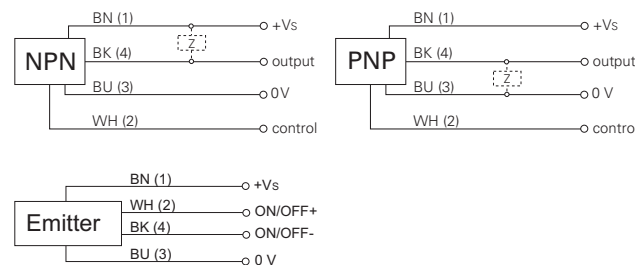 BN (1)
+Vs
Z
NPN
BK (4)
output
BU (3)
0 V
WH (2)
control
BN (1)
+Vs
PNP
BK (4)
output
Z
BU (3)
0 V
WH (2)
contro
BN (1)
+Vs
Emitter
WH (2)
ON/OFF+
BK (4)
ON/OFF-
BU (3)
0 V